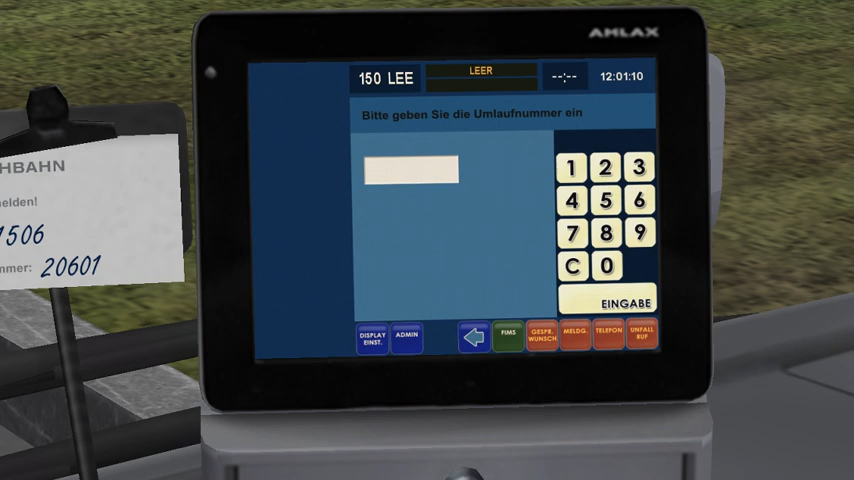 AMLAX
150 LEE
LEER
--:--
12:01:10
Bitte geben Sie die Umlaufnummer ein
1 2 3
4 5 6
7 8 9
C 0
EINGABE
DISPLAY EINST.
ADMIN
FIMS
GESPR. WUNSCH
MELDG.
TELEFON
UNFALL RUF
HBAHN
elden!
1506
mmer: 20601